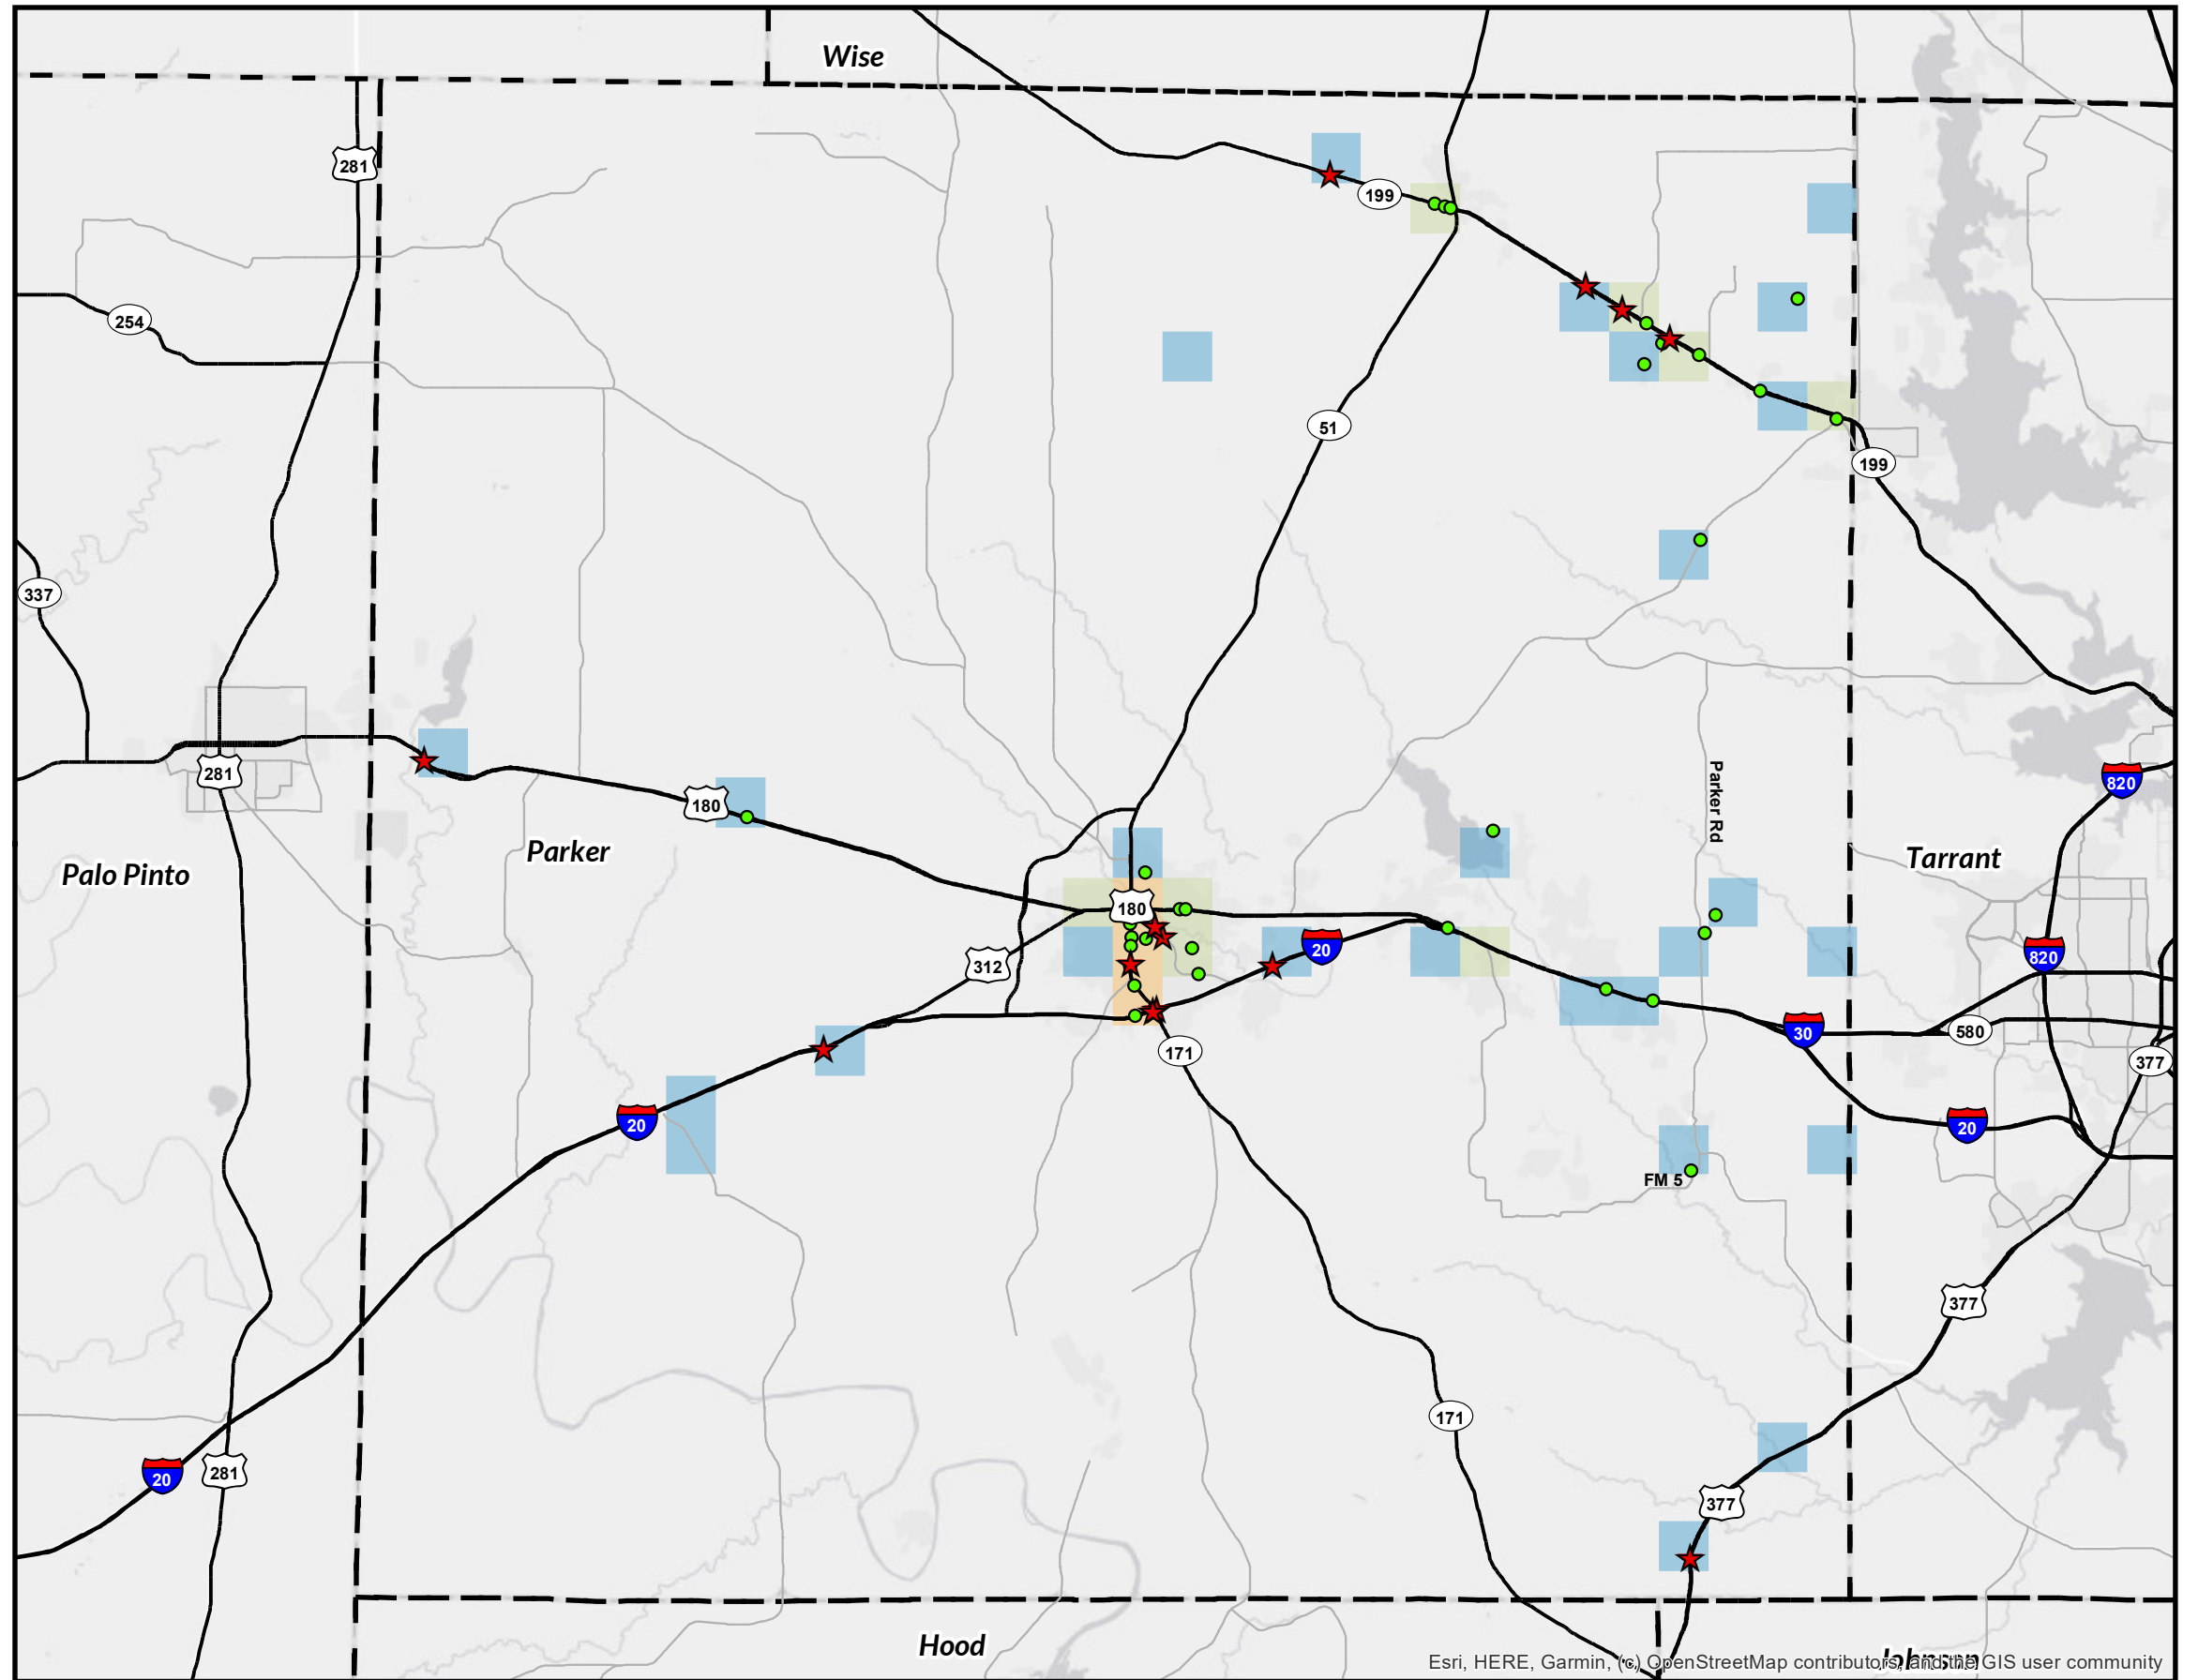 Wise
281
199
254
51
199
337
Parker Rd
820
281
180
Parker
Tarrant
Palo Pinto
180
20
820
312
30
580
171
377
20
20
FM 5
377
171
20
281
377
Hood
Johnson
Esri, HERE, Garmin, (c) OpenStreetMap contributors, and the GIS user community